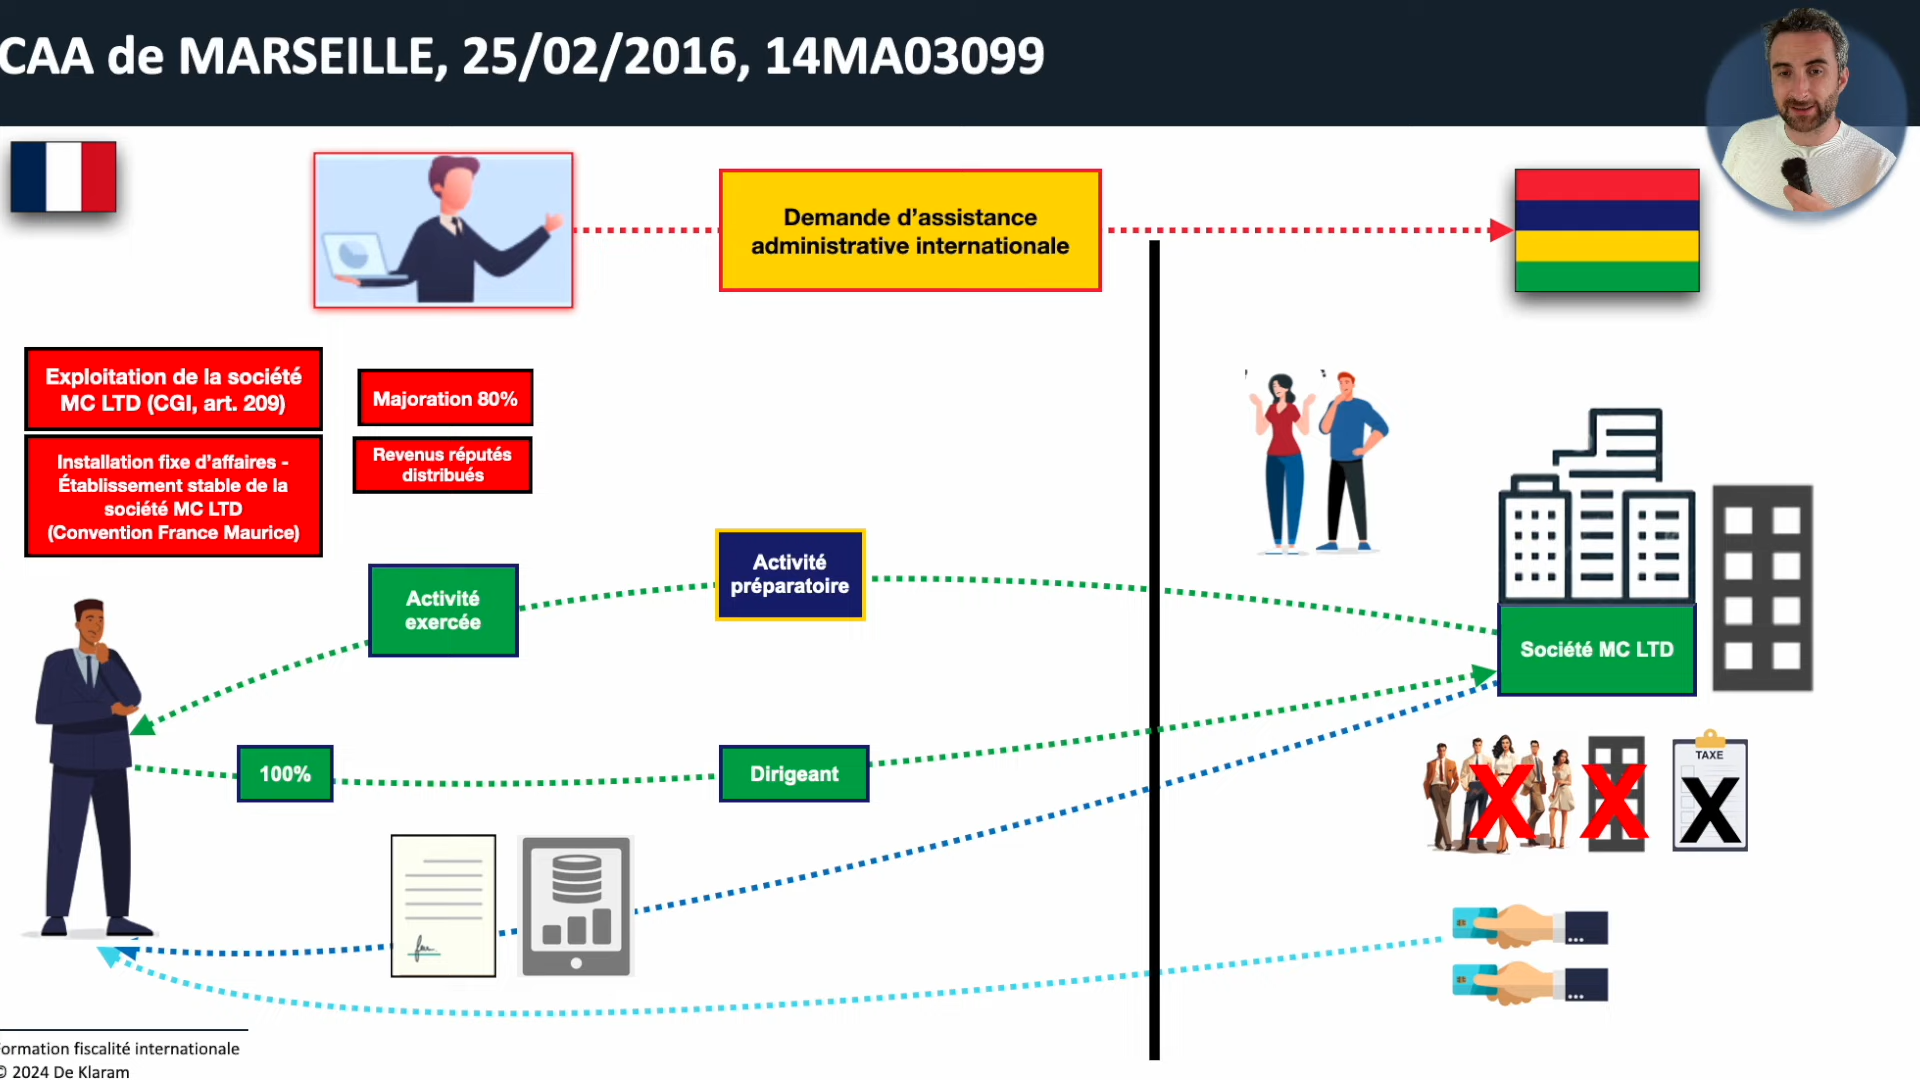 CAA de MARSEILLE, 25/02/2016, 14MA03099
Demande d’assistance
administrative internationale
Exploitation de la société
MC LTD (CGI, art. 209)
Majoration 80%
Installation fixe d’affaires -
Établissement stable de la
société MC LTD
(Convention France Maurice)
Revenus réputés
distribués
Activité
exercée
Activité
préparatoire
Société MC LTD
100%
Dirigeant
TAXE
X
X
X
ormation fiscalité internationale
© 2024 De Klaram